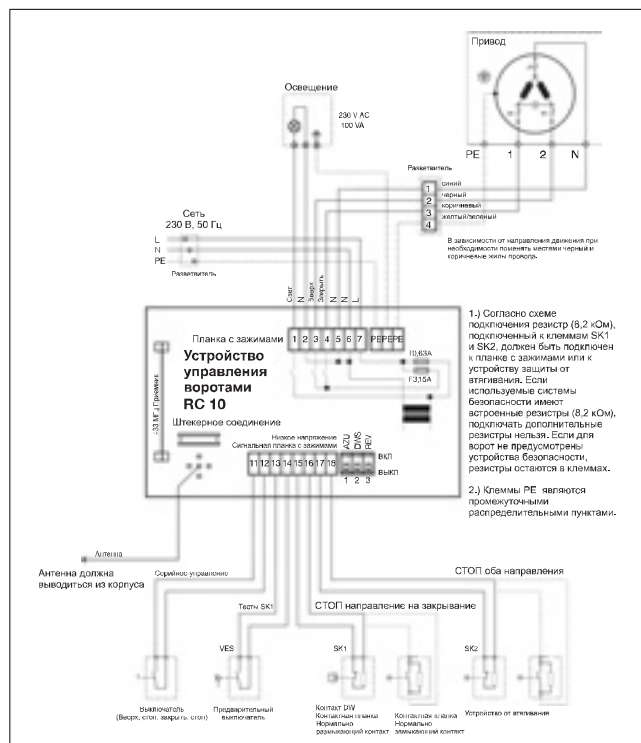 Привод
Освещение
230 V AC
100 VA
PE 1 2 N
Разветвитель
1 синий
2 черный
3 коричневый
4 желтый/зеленый
Сеть
230 В, 50 Гц
L
N
PE
Разветвитель
В зависимости от направления движения при
необходимости поменять местами черный и
коричневые жилы провода.
Свет N Вверх Закрыть N N L
Планка с зажимами 1 2 3 4 5 6 7 PE PE PE
Устройство
управления
воротами
RC 10
F3,15A
Приемник
Штекерное соединение
Низкое напряжение
Сигнальная планка с зажимами
AZU DWS REV
ВКЛ
ВЫКЛ
1 2 3
11 12 13 14 15 16 17 18
1.) Согласно схеме
подключения резистр (8,2 кОм),
подключенный к клеммам SK1
и SK2, должен быть подключен
к планке с зажимами или к
устройству защиты от
втягивания. Если
используемые системы
безопасности имеют
встроенные резистры (8,2 кОм),
подключать дополнительные
резистры нельзя. Если для
ворот не предусмотрены
устройства безопасности,
резистры остаются в клеммах.
2.) Клеммы PE являются
промежуточными
распределительными пунктами.
Антенна
Антенна должна
выводиться из корпуса
Серийное управление
СТОП оба направления
Тесты SK1
СТОП направление на закрывание
VES
SK1
SK2
Выключатель
(Вверх, стоп, закрыть, стоп)
Предварительный
выключатель
Контакт DW
Контактная планка
Нормально
размыкающий контакт
Контактная планка
Нормально
замыкающий контакт
Устройство от втягивания